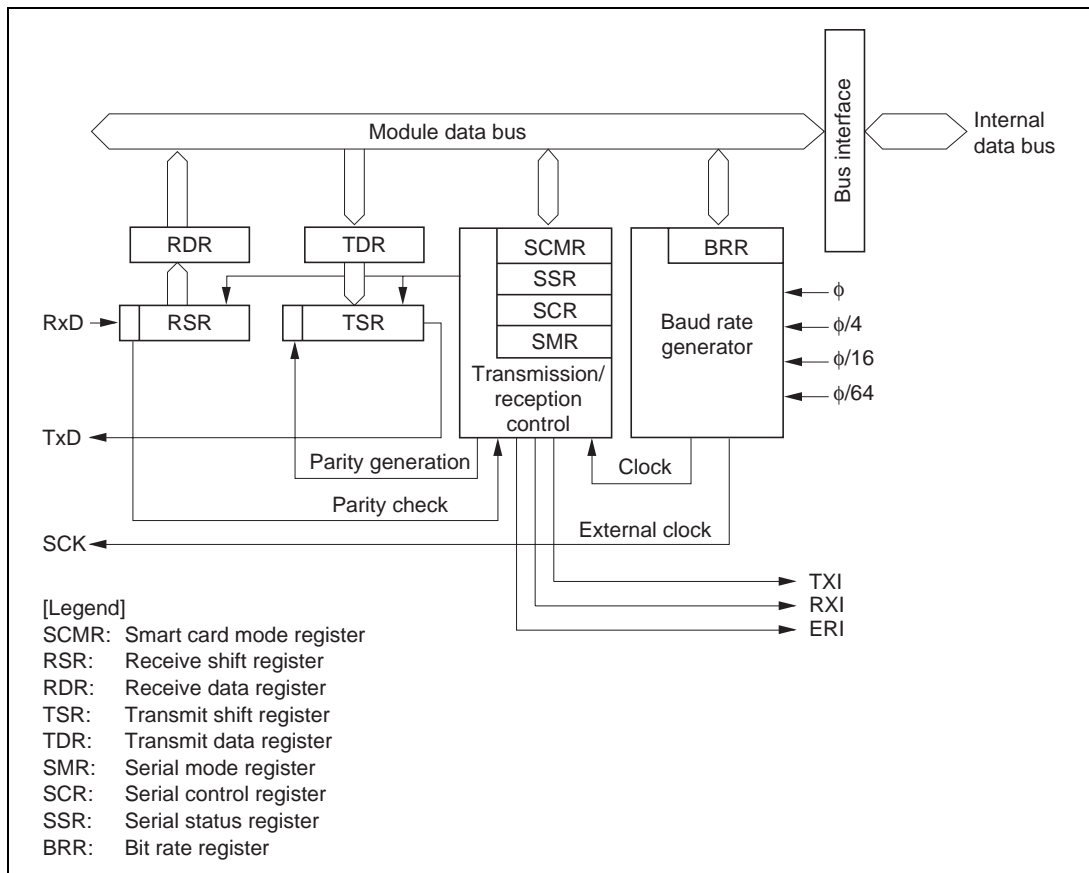 Module data bus
Bus interface
Internal
data bus
RDR
TDR
SCMR
SSR
SCR
SMR
Transmission/
reception
control
BRR
Baud rate
generator
ϕ
ϕ/4
ϕ/16
ϕ/64
RxD
RSR
TSR
TxD
Parity generation
Clock
Parity check
External clock
SCK
TXI
RXI
ERI
[Legend]
SCMR: Smart card mode register
RSR: Receive shift register
RDR: Receive data register
TSR: Transmit shift register
TDR: Transmit data register
SMR: Serial mode register
SCR: Serial control register
SSR: Serial status register
BRR: Bit rate register